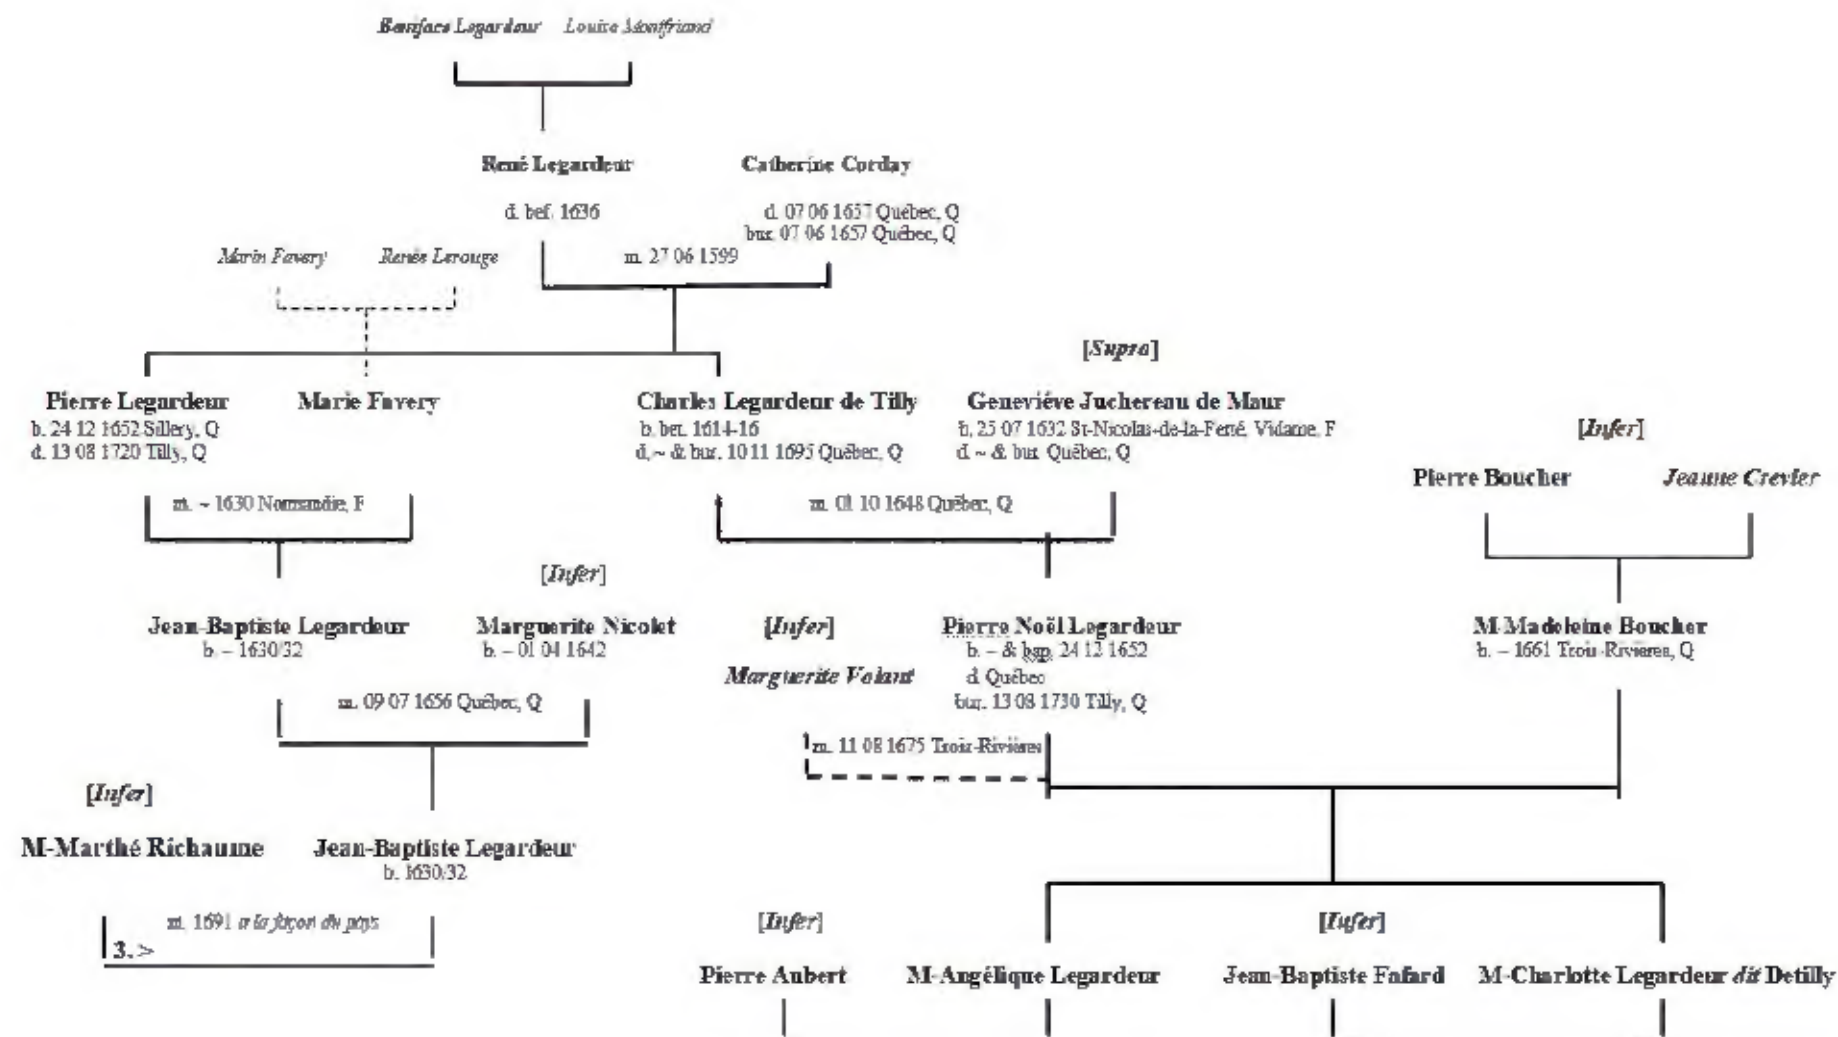 Boniface Legardeur Louise Montfriand
René Legardeur Catherine Corday
d. bef. 1636 d. 07 06 1657 Québec, Q
bur. 07 06 1657 Québec, Q
Marin Favery Renée Lerouge m. 27 06 1599
[Supra]
Pierre Legardeur Marie Favery Charles Legardeur de Tilly Geneviéve Juchereau de Maur
b. 24 12 1652 Sillery, Q b. bet. 1614-16 b. 25 07 1632 St-Nicolas-de-la-Ferté, Vidame, F
d. 13 08 1720 Tilly, Q d. ~ & bur. 10 11 1695 Québec, Q d. ~ & bur. Québec, Q
[Infer]
Pierre Boucher Jeanne Crevier
m. ~ 1630 Normandie, F m. 01 10 1648 Québec, Q
[Infer]
Jean-Baptiste Legardeur Marguerite Nicolet [Infer] Pierre Noël Legardeur M-Madeleine Boucher
b. ~ 1630/32 b. ~ 01 04 1642 b. ~ & bap. 24 12 1652 b. ~ 1661 Trois-Rivières, Q
Marguerite Volant d. Québec
m. 09 07 1656 Québec, Q bur. 13 08 1730 Tilly, Q
m. 11 08 1675 Trois-Rivières
[Infer]
M-Marthé Richaume Jean-Baptiste Legardeur
b. 1630/32
m. 1691 a la façon du pays [Infer] [Infer]
3. >
Pierre Aubert M-Angélique Legardeur Jean-Baptiste Fafard M-Charlotte Legardeur dit Detilly